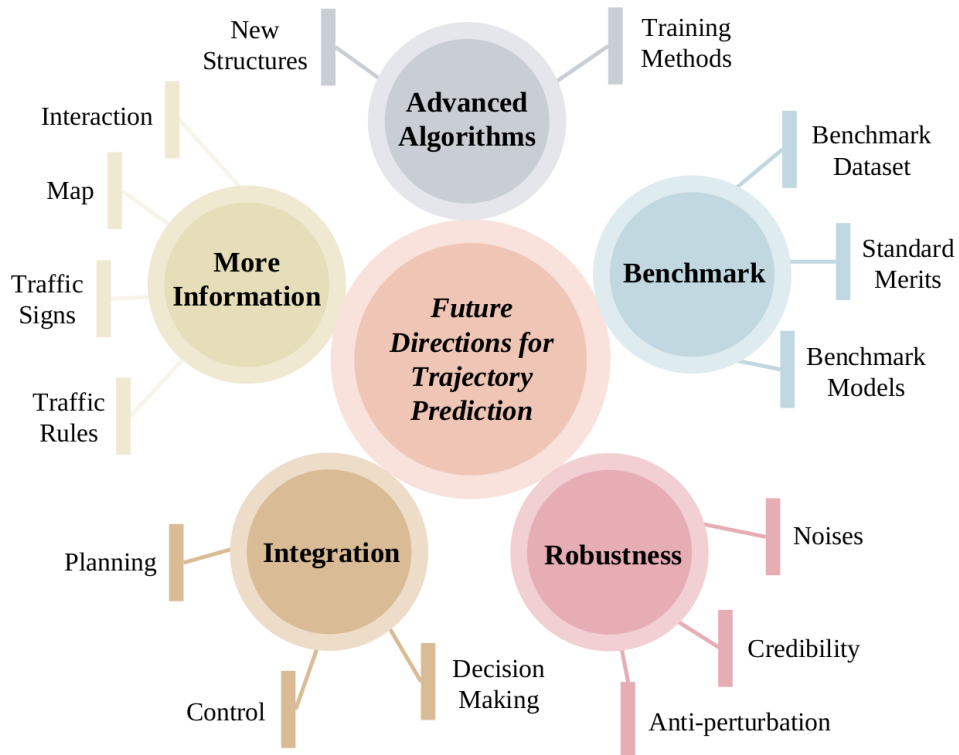 New
Structures
Training
Methods
Advanced
Algorithms
Interaction
Map
Traffic
Signs
Traffic
Rules
More
Information
Benchmark
Benchmark
Dataset
Standard
Merits
Benchmark
Models
Future
Directions for
Trajectory
Prediction
Integration
Planning
Control
Decision
Making
Robustness
Noises
Credibility
Anti-perturbation